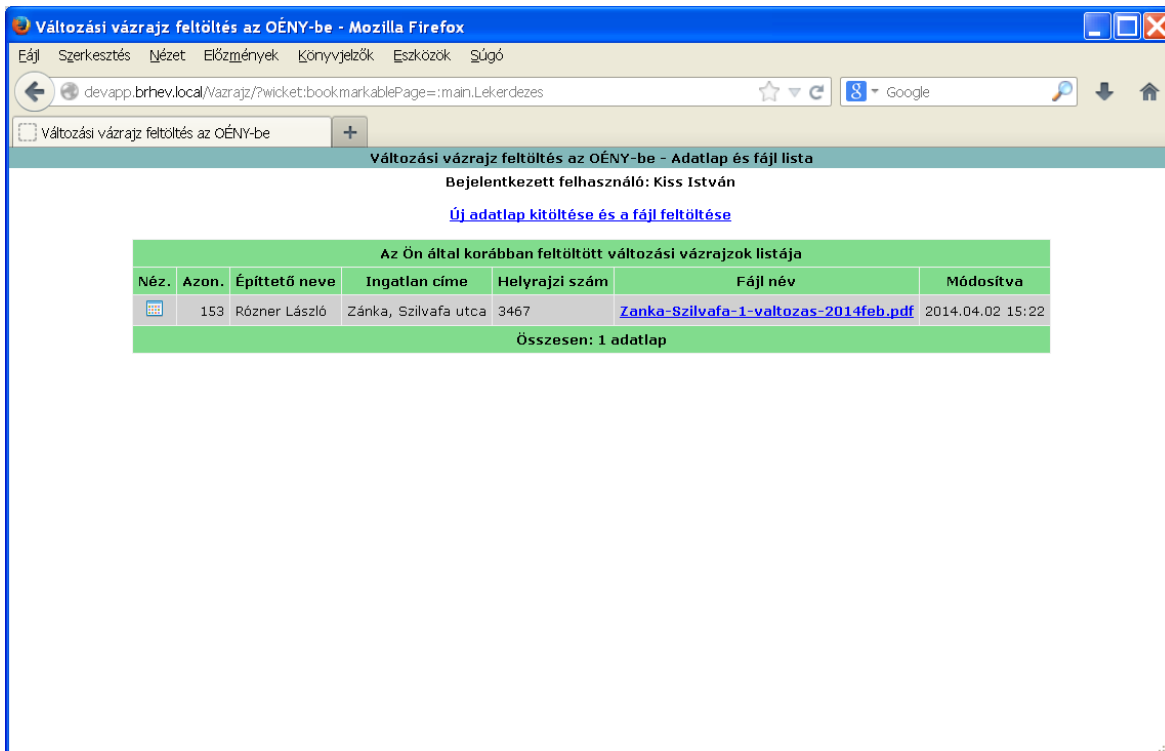 Változási vázrajz feltöltés az OÉNY-be - Mozilla Firefox
Fájl Szerkesztés Nézet Előzmények Könyvjelzők Eszközök Súgó
devapp.brhev.local/Vazrajz/?wicket:bookmarkablePage=:main.Lekerdezes
8 Google
Változási vázrajz feltöltés az OÉNY-be +
Változási vázrajz feltöltés az OÉNY-be - Adatlap és fájl lista
Bejelentkezett felhasználó: Kiss István
Új adatlap kitöltése és a fájl feltöltése
Az Ön által korábban feltöltött változási vázrajzok listája
Néz. Azon. Építtető neve Ingatlan címe Helyrajzi szám Fájl név Módosítva
153 Rózner László Zánka, Szilvafa utca 3467 Zanka-Szilvafa-1-valtozas-2014feb.pdf 2014.04.02 15:22
Összesen: 1 adatlap